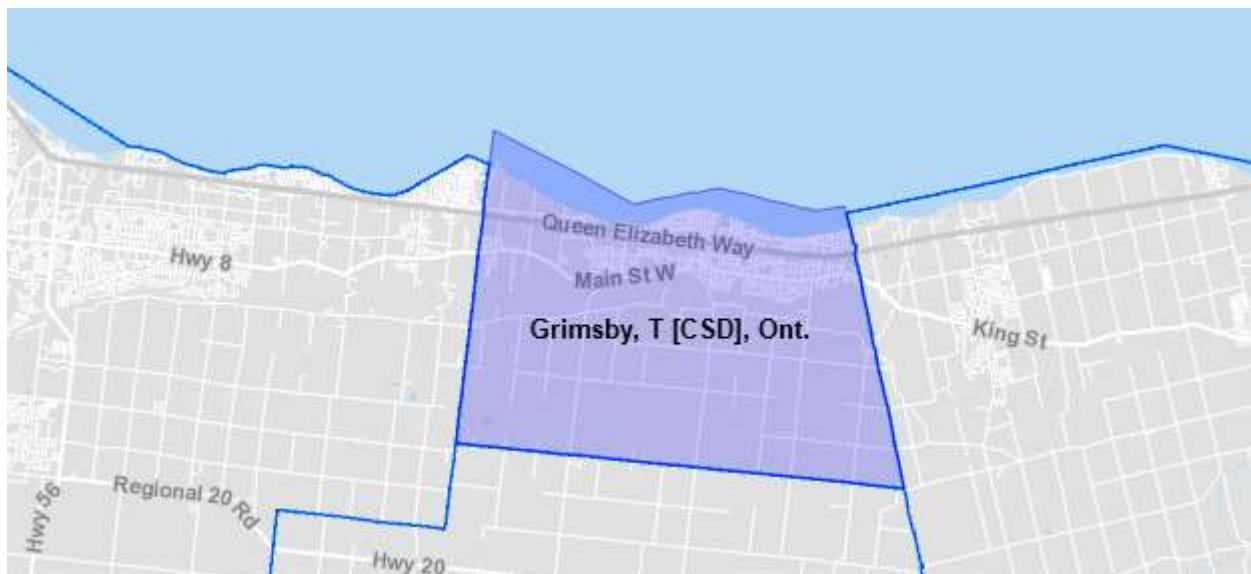 Queen Elizabeth Way
Hwy 8
Main St W
Grimsby, T [CSD], Ont.
King St
Regional 20 Rd
Hwy 56
Hwy 20